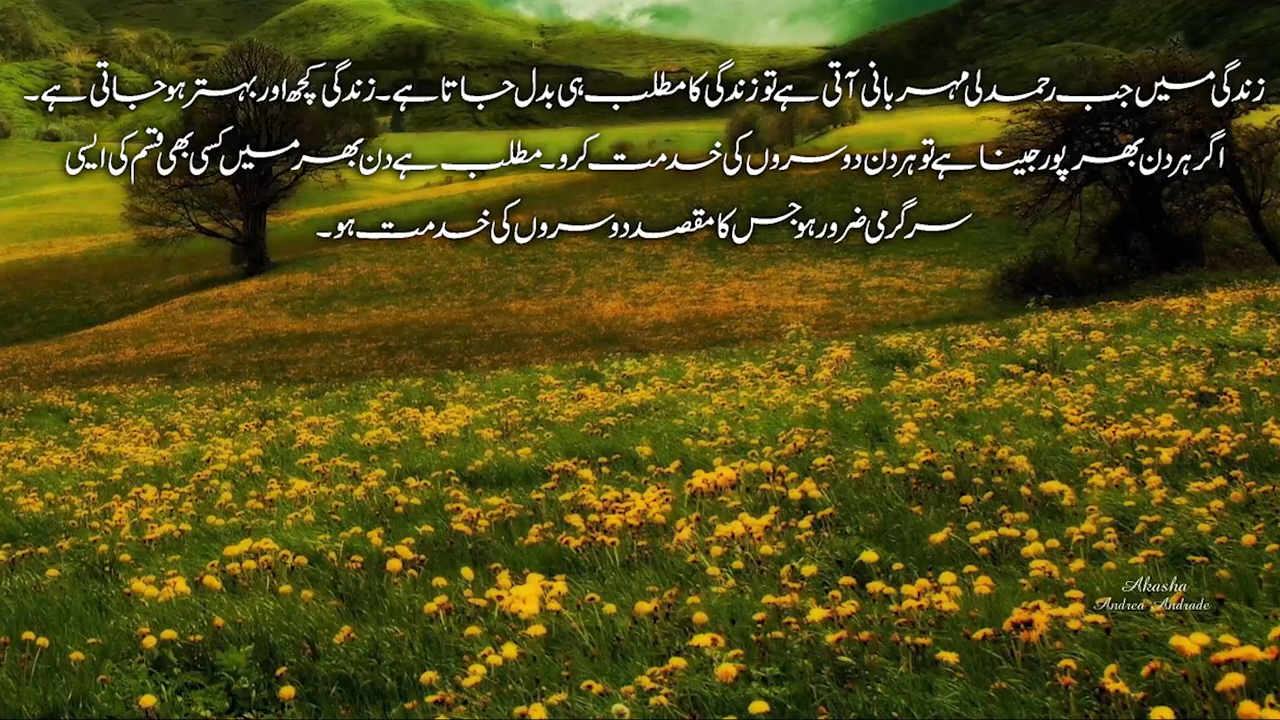 زندگی میں جب رحمدلی مہربانی آتی ہے تو زندگی کا مطلب ہی بدل جاتا ہے۔ زندگی کچھ اور بہتر ہو جاتی ہے۔
اگر ہر دن بھر پور جینا ہے تو ہر دن دوسروں کی خدمت کرو۔ مطلب ہے دن بھر میں کسی بھی قسم کی ایسی
سرگرمی ضرور ہو جس کا مقصد دوسروں کی خدمت ہو۔
Akasha
Andrea Andrade